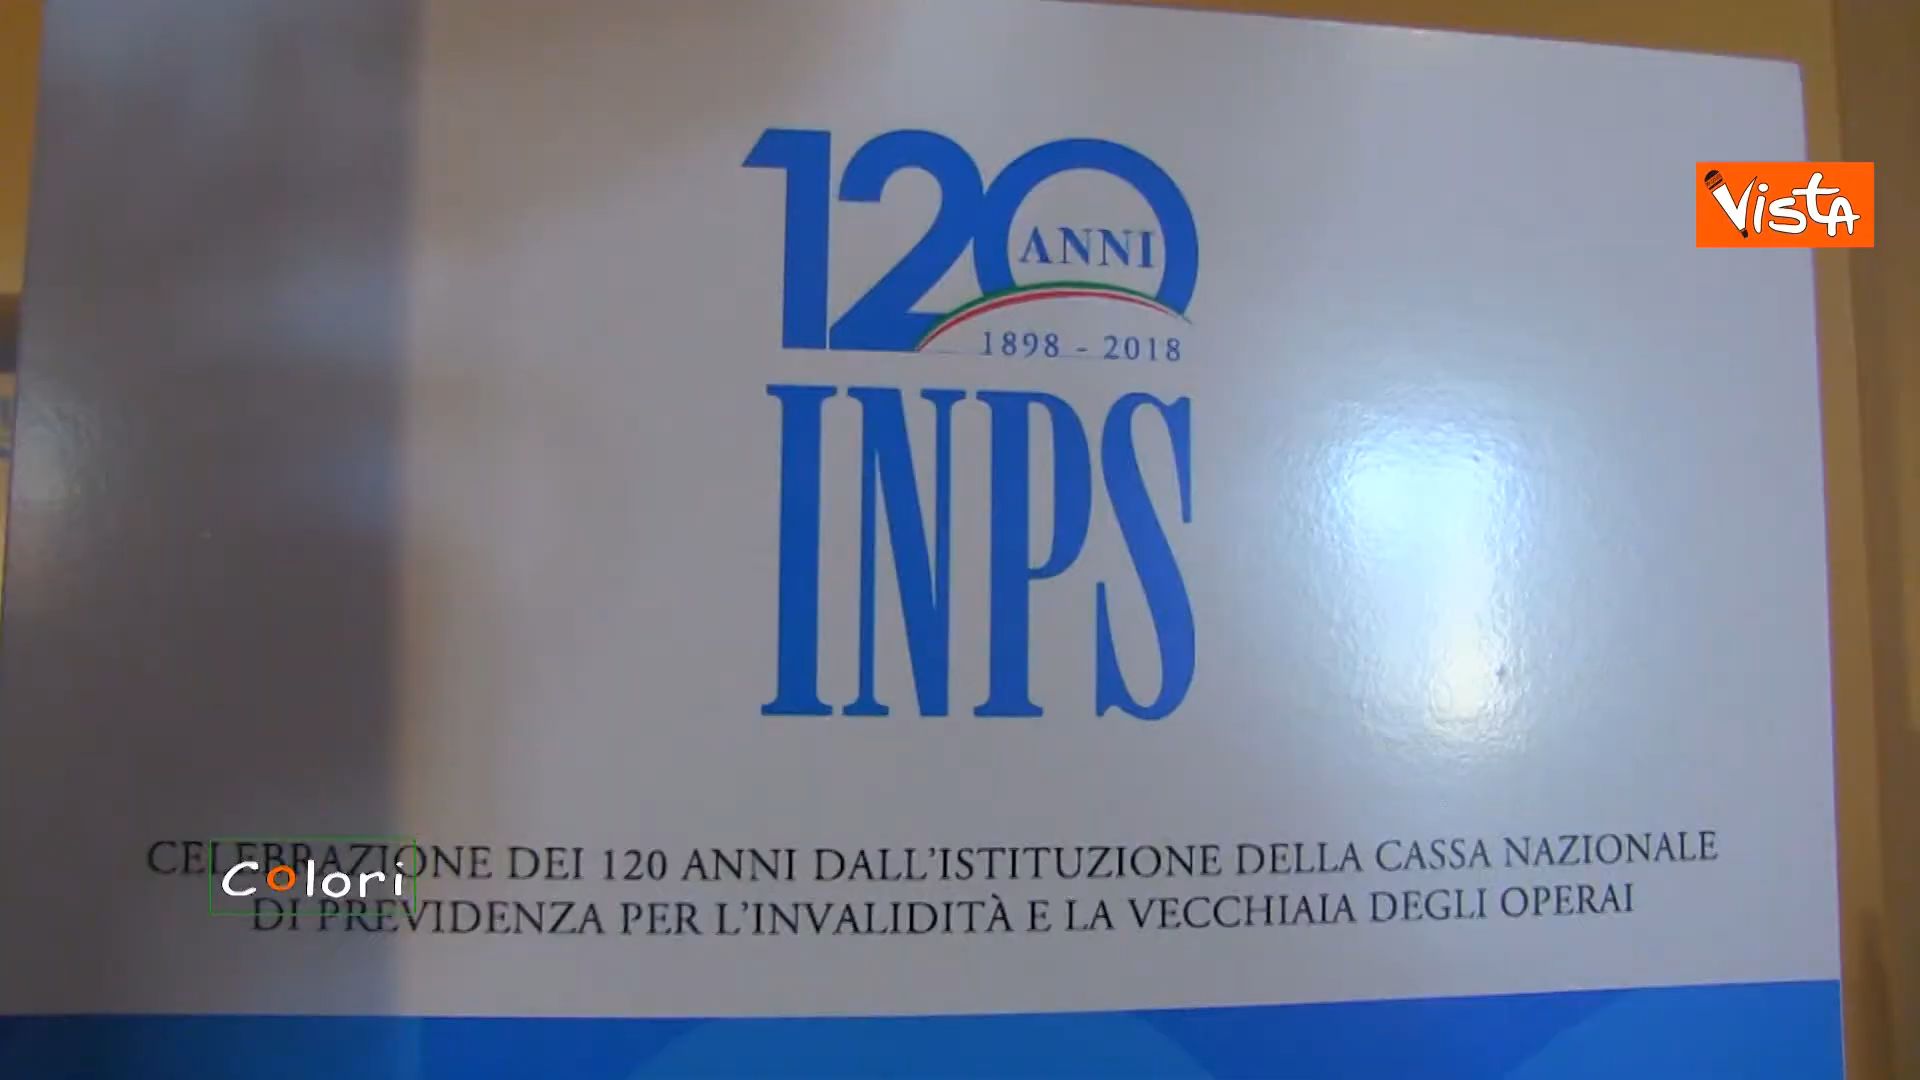 120 ANNI
1898 - 2018
INPS
VISTA
CELEBRAZIONE DEI 120 ANNI DALL'ISTITUZIONE DELLA CASSA NAZIONALE
Colori
DI PREVIDENZA PER L'INVALIDITÀ E LA VECCHIAIA DEGLI OPERAI